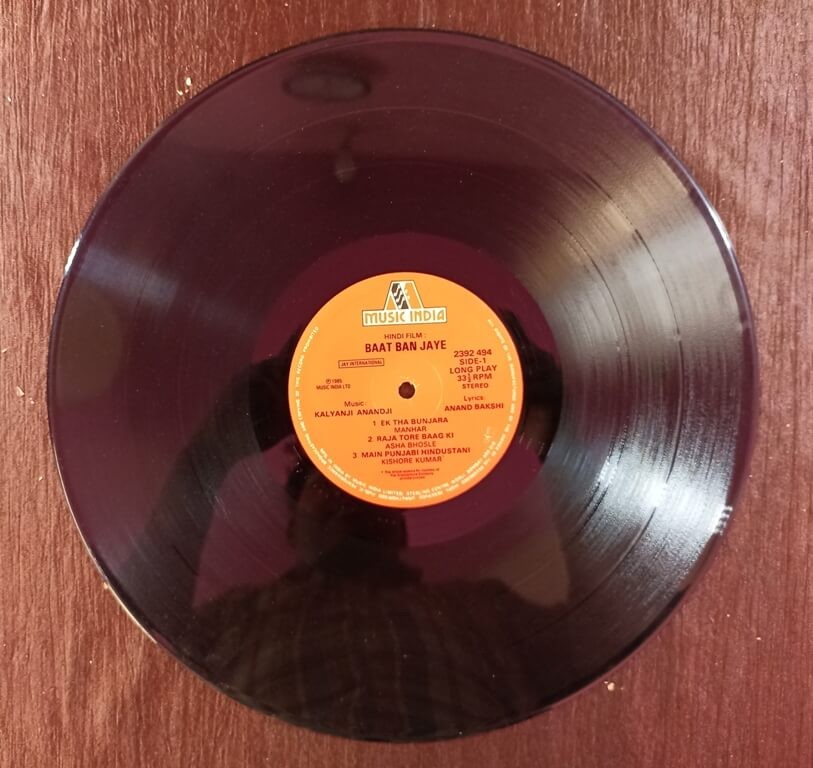 MUSIC INDIA
HINDI FILM :
BAAT BAN JAYE
JAY INTERNATIONAL
2392 494
SIDE-1
LONG PLAY
33⅓ RPM
STEREO
℗ 1985
MUSIC INDIA LTD
Music:
KALYANJI ANANDJI
Lyrics:
ANAND BAKSHI
1 EK THA BUNJARA
MANHAR
2 RAJA TORE BAAG KI
ASHA BHOSLE
3 MAIN PUNJABI HINDUSTANI
KISHORE KUMAR